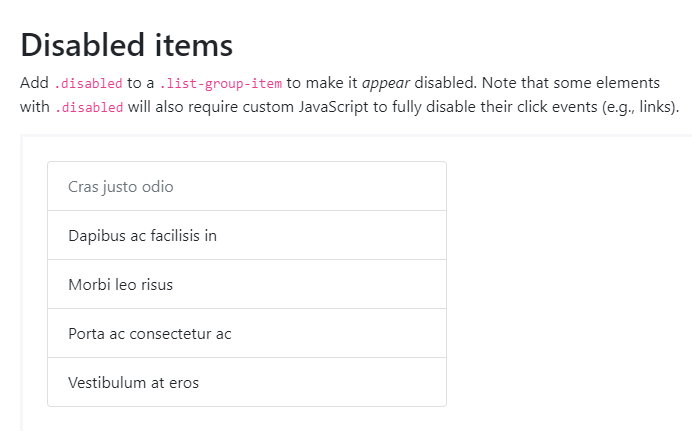 Disabled items
Add .disabled to a .list-group-item to make it appear disabled. Note that some elements
with .disabled will also require custom JavaScript to fully disable their click events (e.g., links).
Cras justo odio
Dapibus ac facilisis in
Morbi leo risus
Porta ac consectetur ac
Vestibulum at eros